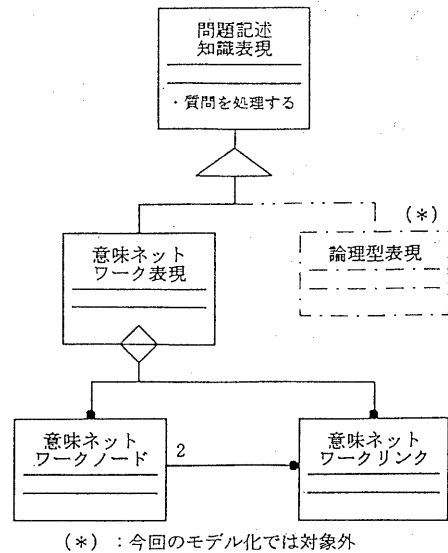 問題記述
知識表現
・質問を処理する
(*)
意味ネット
ワーク表現
論理型表現
意味ネット
ワークノード
2
意味ネット
ワークリンク
(*) : 今回のモデル化では対象外